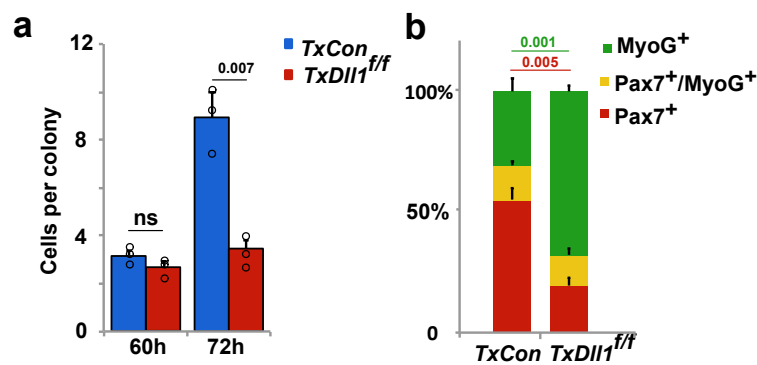 a
12
8
4
0
Cells per colony
TxCon
TxDll1f/f
0.007
ns
60h
72h
b
0.001
0.005
MyoG+
Pax7+/MyoG+
Pax7+
100%
50%
0
TxCon
TxDll1f/f